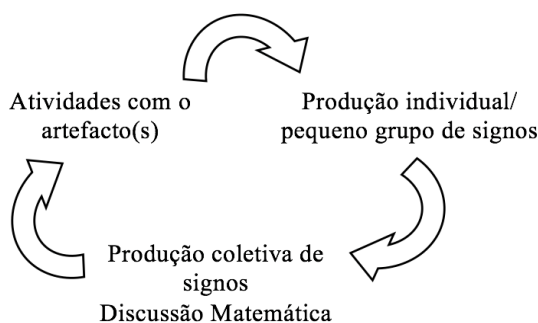 Atividades com o
artefacto(s)
Produção individual/
pequeno grupo de signos
Produção coletiva de
signos
Discussão Matemática